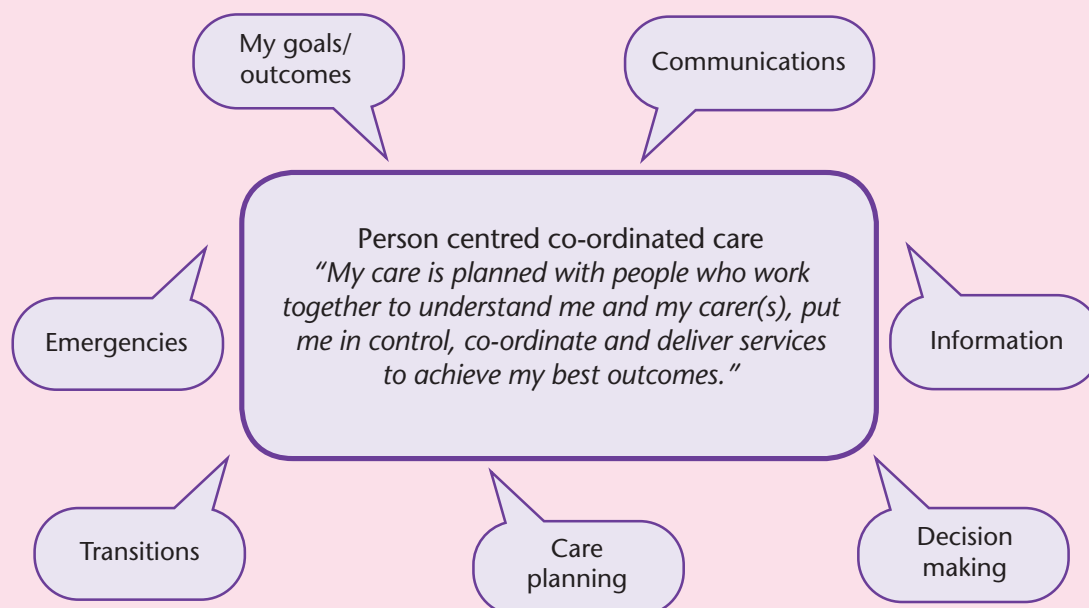 My goals/
outcomes
Communications
Person centred co-ordinated care
“My care is planned with people who work
together to understand me and my carer(s), put
me in control, co-ordinate and deliver services
to achieve my best outcomes.”
Emergencies
Information
Transitions
Care
planning
Decision
making